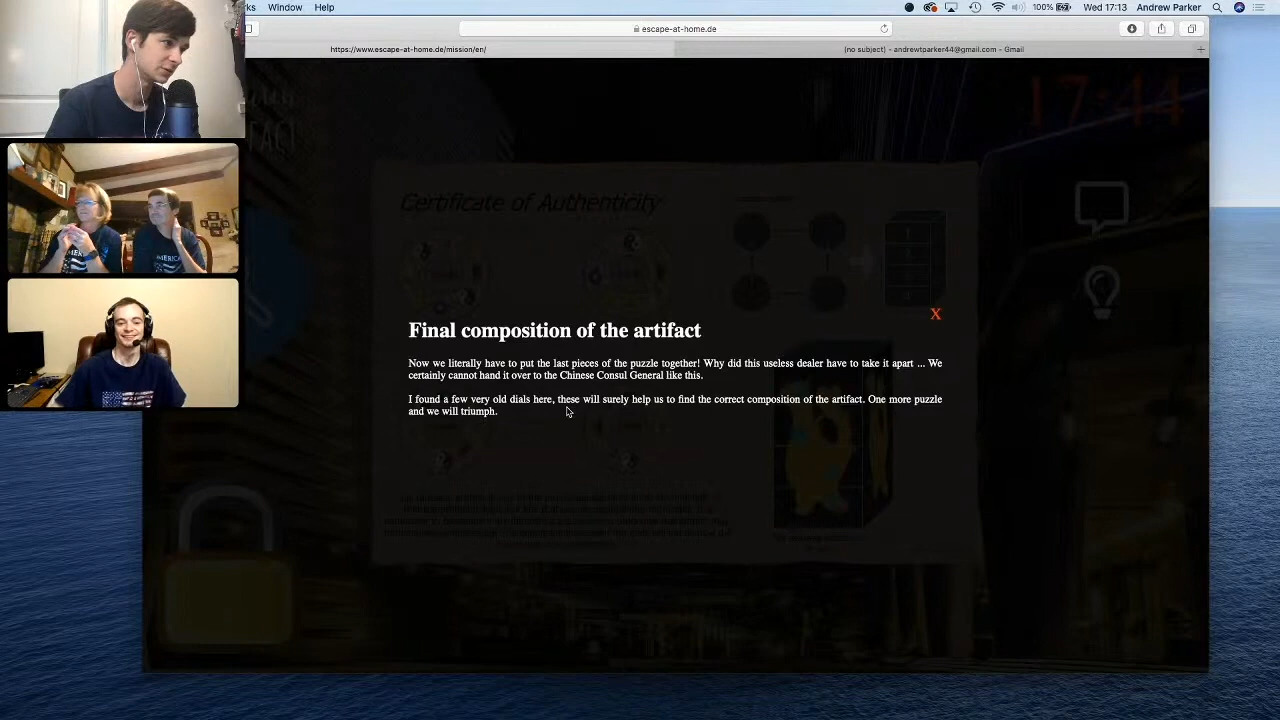 ks Window Help 100% Wed 17:13 Andrew Parker
escape-at-home.de
https://www.escape-at-home.de/mission/en/ (no subject) - andrewtparker44@gmail.com - Gmail
17:44
Certificate of Authenticity
X
Final composition of the artifact
Now we literally have to put the last pieces of the puzzle together! Why did this useless dealer have to take it apart ... We
certainly cannot hand it over to the Chinese Consul General like this.
I found a few very old dials here, these will surely help us to find the correct composition of the artifact. One more puzzle
and we will triumph.